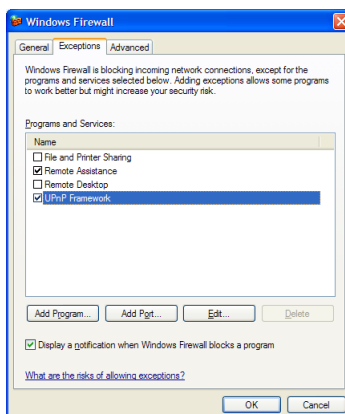 Windows Firewall
General Exceptions Advanced
Windows Firewall is blocking incoming network connections, except for the
programs and services selected below. Adding exceptions allows some programs
to work better but might increase your security risk.
Programs and Services:
Name
File and Printer Sharing
Remote Assistance
Remote Desktop
UPnP Framework
Add Program... Add Port... Edit... Delete
Display a notification when Windows Firewall blocks a program
What are the risks of allowing exceptions?
OK Cancel